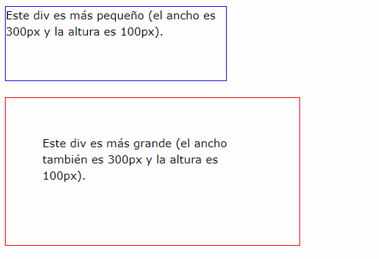 Este div es más pequeño (el ancho es
300px y la altura es 100px).
Este div es más grande (el ancho
también es 300px y la altura es
100px).